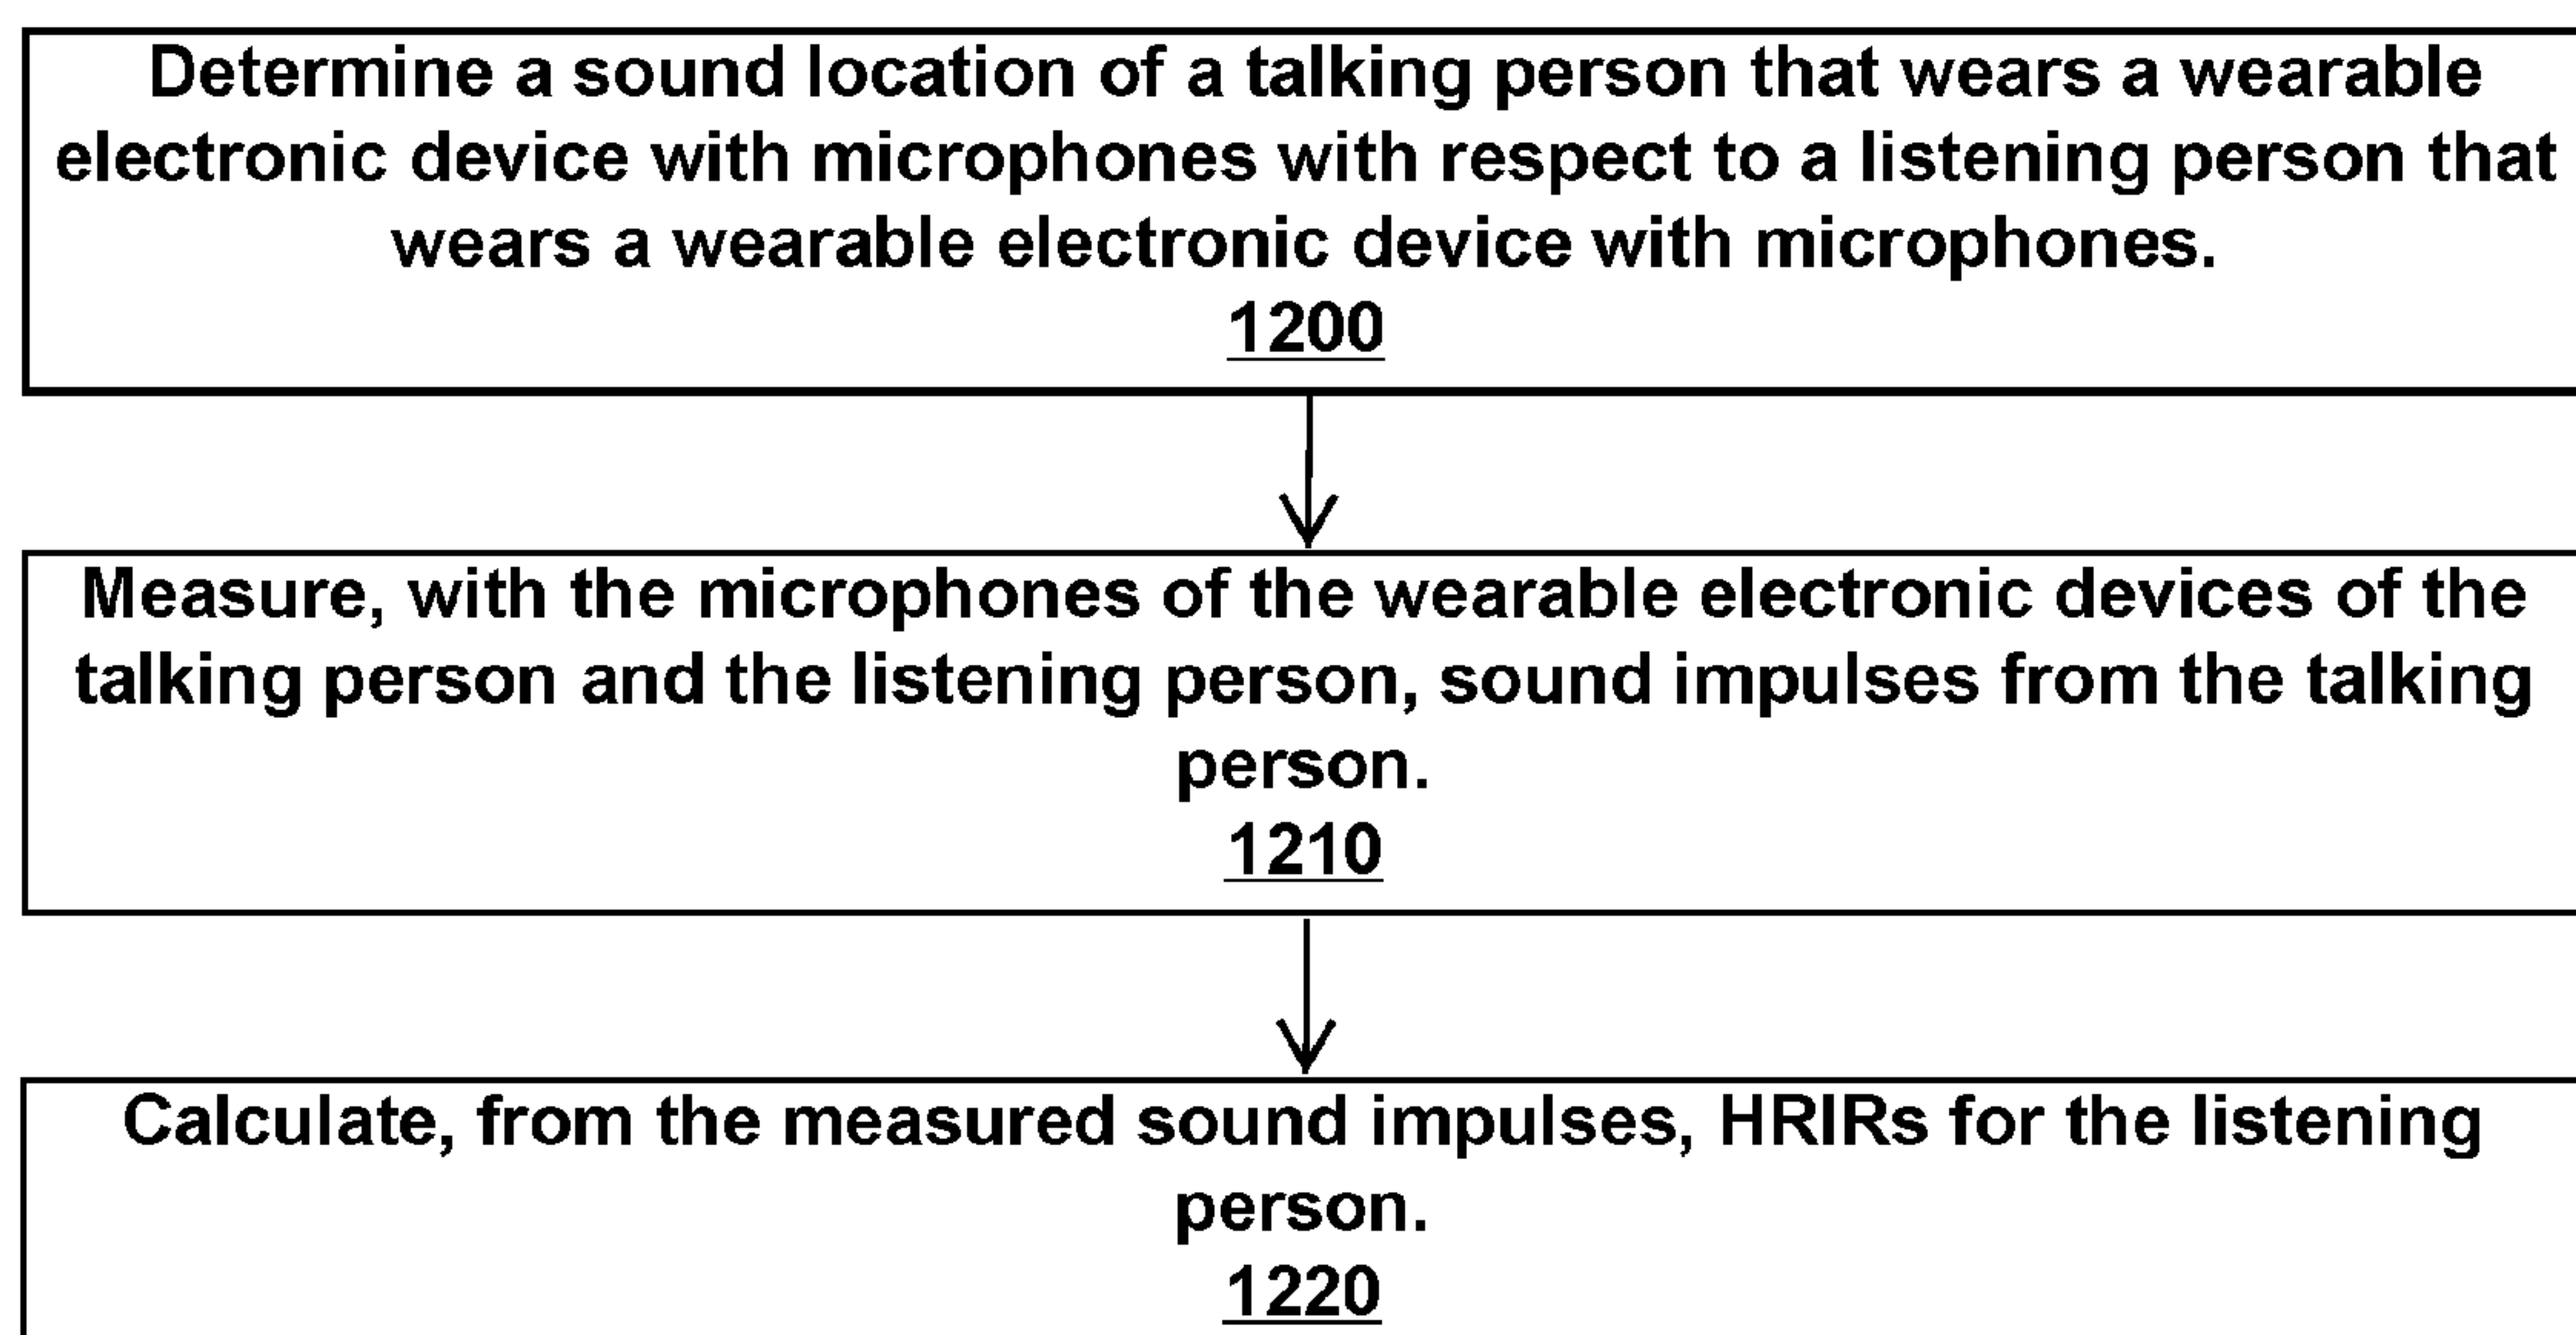 Determine a sound location of a talking person that wears a wearable
electronic device with microphones with respect to a listening person that
wears a wearable electronic device with microphones.
1200
Measure, with the microphones of the wearable electronic devices of the
talking person and the listening person, sound impulses from the talking
person.
1210
Calculate, from the measured sound impulses, HRIRs for the listening
person.
1220